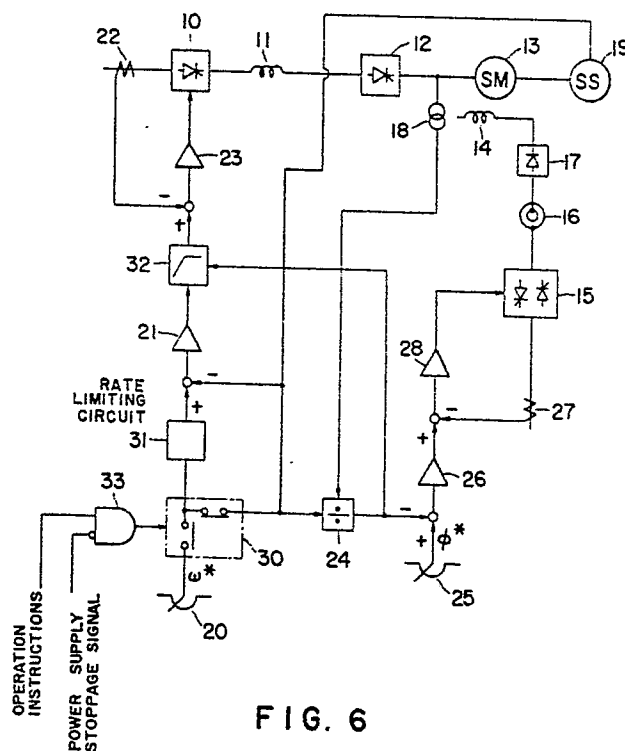 10
22
11
12
13
19
SM
SS
18
14
23
17
16
32
15
21
28
RATE
LIMITING
CIRCUIT
27
31
26
33
30
24
ω*
φ*
20
25
OPERATION
INSTRUCTIONS
POWER SUPPLY
STOPPAGE SIGNAL
− +
− +
− +
− +
÷
FIG. 6